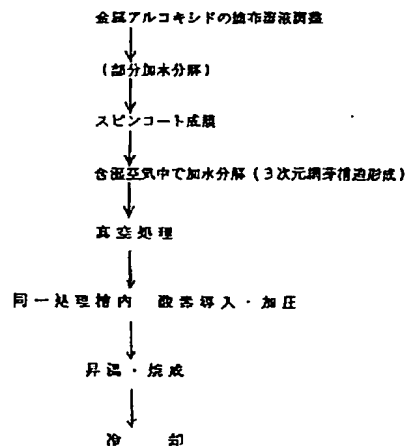 金属アルコキシドの塗布溶液調整
(部分加水分解)
スピンコート成膜
含湿空気中で加水分解(3次元網芽構造形成)
真空処理
同一処理槽内 酸素導入・加圧
昇温・焼成
冷 却